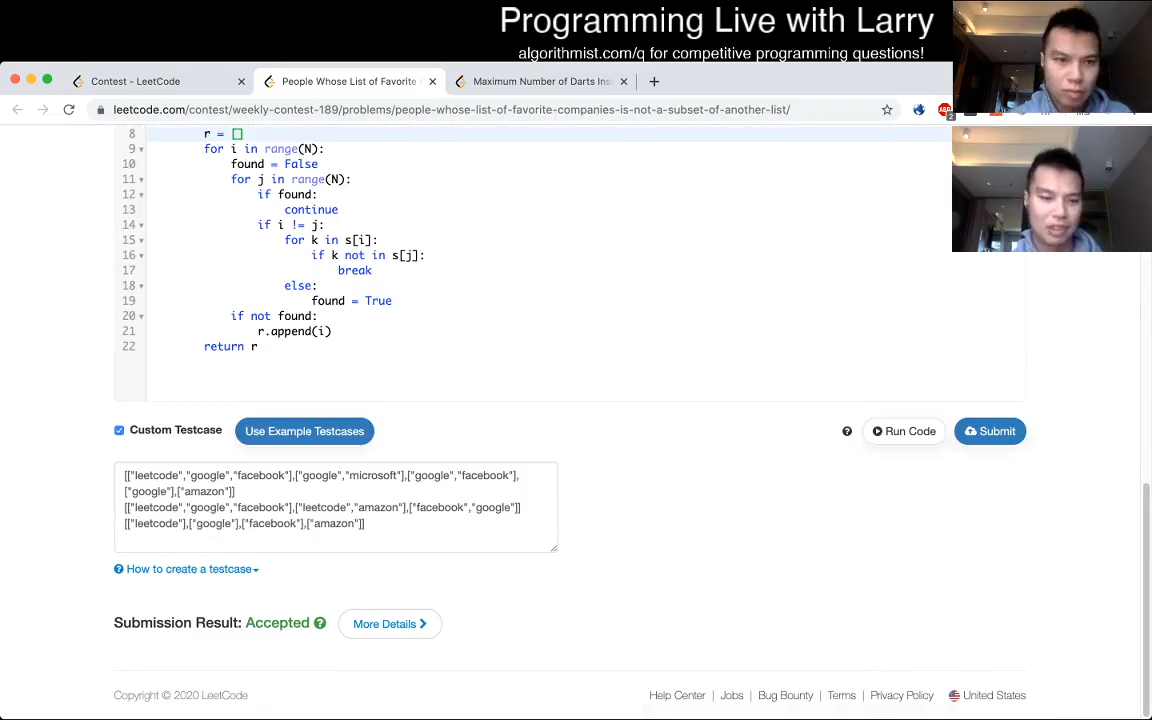 Programming Live with Larry
algorithmist.com/q for competitive programming questions!
Contest - LeetCode
People Whose List of Favorite
Maximum Number of Darts Ins
leetcode.com/contest/weekly-contest-189/problems/people-whose-list-of-favorite-companies-is-not-a-subset-of-another-list/
8 r = []
9 for i in range(N):
10 found = False
11 for j in range(N):
12 if found:
13 continue
14 if i != j:
15 for k in s[i]:
16 if k not in s[j]:
17 break
18 else:
19 found = True
20 if not found:
21 r.append(i)
22 return r
Custom Testcase
Use Example Testcases
Run Code
Submit
[["leetcode","google","facebook"],["google","microsoft"],["google","facebook"],
["google"],["amazon"]]
[["leetcode","google","facebook"],["leetcode","amazon"],["facebook","google"]]
[["leetcode"],["google"],["facebook"],["amazon"]]
How to create a testcase
Submission Result: Accepted
More Details
Copyright © 2020 LeetCode
Help Center | Jobs | Bug Bounty | Terms | Privacy Policy
United States